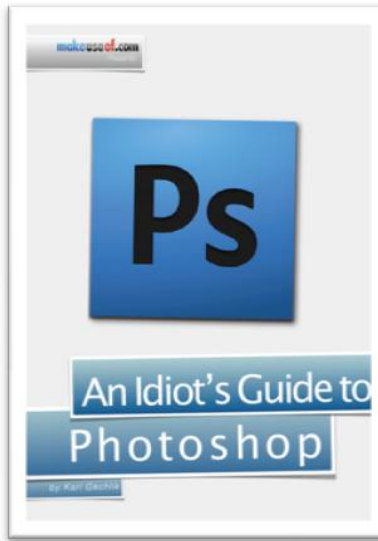 makeuseof.com
Ps
An Idiot's Guide to
Photoshop
by Karl Gechlik